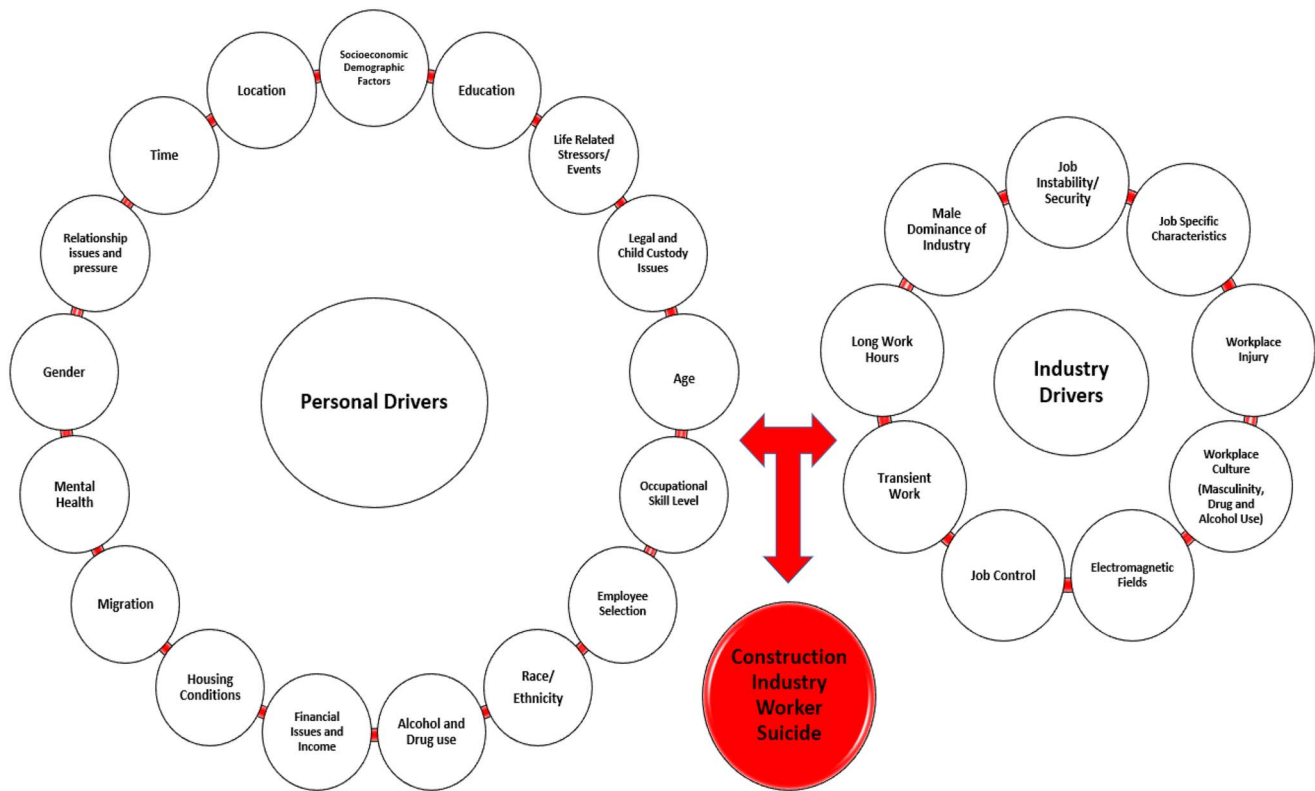 Socioeconomic
Demographic
Factors
Education
Life Related
Stressors/
Events
Legal and
Child Custody
Issues
Age
Occupational
Skill Level
Employee
Selection
Race/
Ethnicity
Alcohol and
Drug use
Financial
Issues and
Income
Housing
Conditions
Migration
Mental
Health
Gender
Relationship
issues and
pressure
Time
Location
Personal Drivers
Job
Instability/
Security
Job Specific
Characteristics
Workplace
Injury
Workplace
Culture
(Masculinity,
Drug and
Alcohol Use)
Electromagnetic
Fields
Job Control
Transient
Work
Long Work
Hours
Male
Dominance of
Industry
Industry
Drivers
Construction
Industry
Worker
Suicide